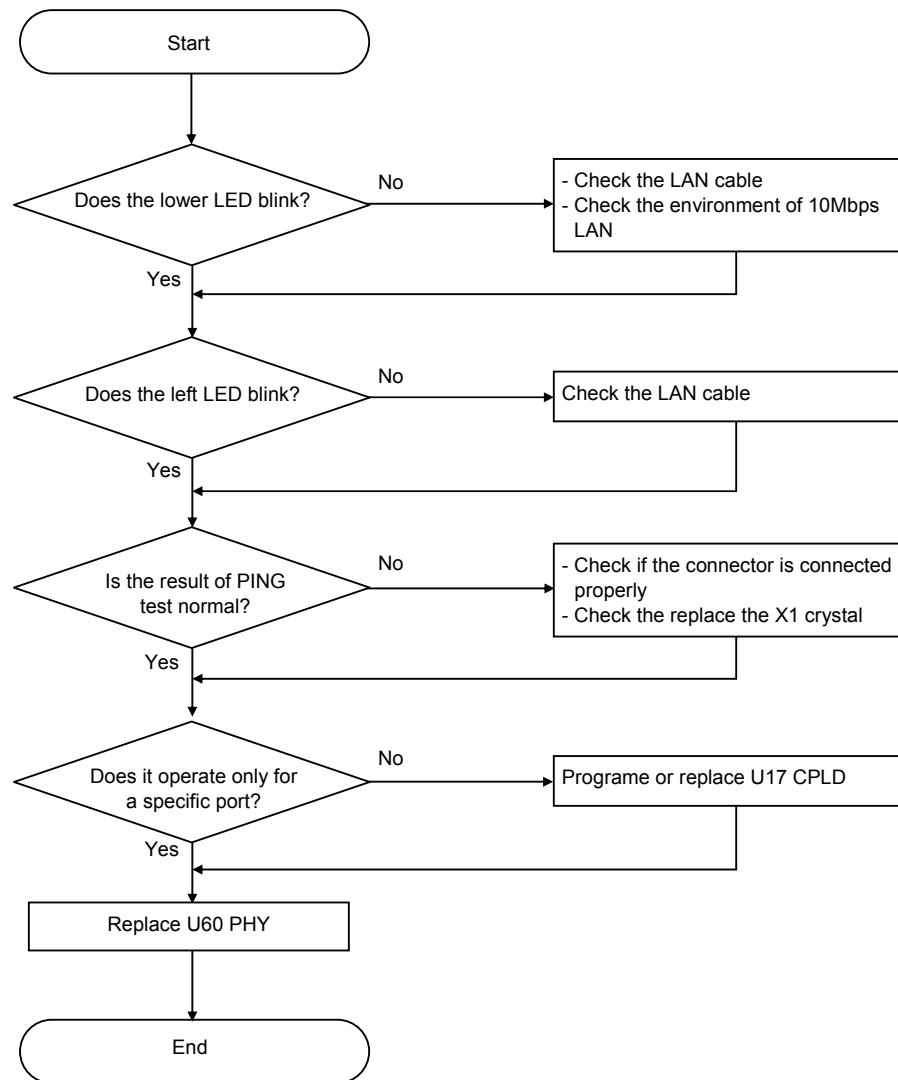 Start
Does the lower LED blink?
No
- Check the LAN cable
- Check the environment of 10Mbps
LAN
Yes
Does the left LED blink?
No
Check the LAN cable
Yes
Is the result of PING
test normal?
No
- Check if the connector is connected
properly
- Check the replace the X1 crystal
Yes
Does it operate only for
a specific port?
No
Programe or replace U17 CPLD
Yes
Replace U60 PHY
End